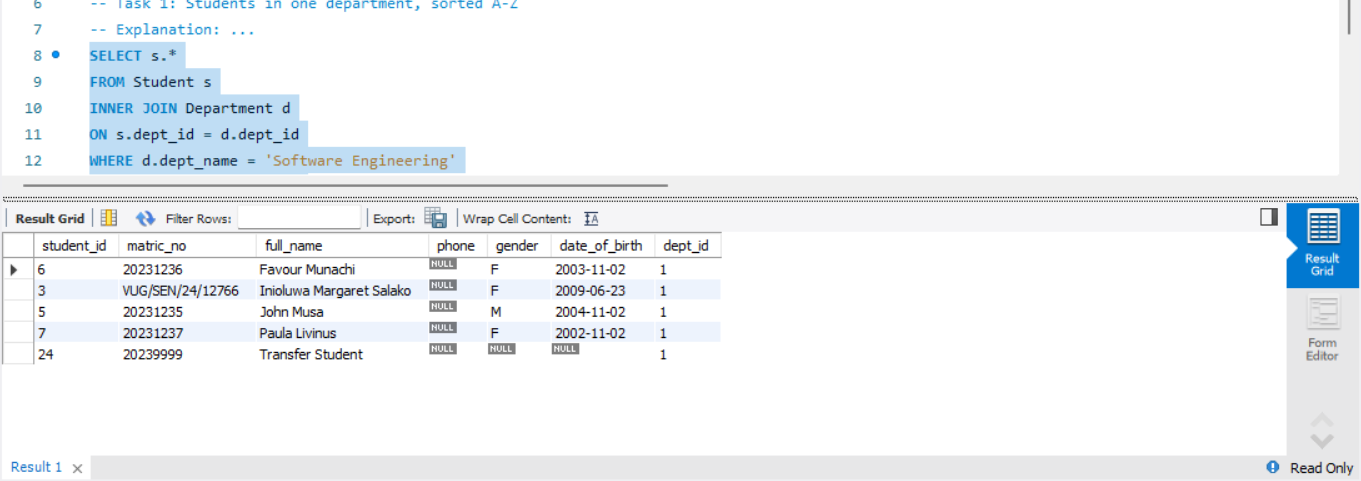 6 -- Task 1: Students in one department, sorted A-Z
7 -- Explanation: ...
8 SELECT s.*
9 FROM Student s
10 INNER JOIN Department d
11 ON s.dept_id = d.dept_id
12 WHERE d.dept_name = 'Software Engineering'
Result Grid Filter Rows: Export: Wrap Cell Content: IA
student_id matric_no full_name phone gender date_of_birth dept_id
6 20231236 Favour Munachi NULL F 2003-11-02 1
3 VUG/SEN/24/12766 Inioluwa Margaret Salako NULL F 2009-06-23 1
5 20231235 John Musa NULL M 2004-11-02 1
7 20231237 Paula Livinus NULL F 2002-11-02 1
24 20239999 Transfer Student NULL NULL NULL 1
Result
Grid
Form
Editor
Result 1
Read Only